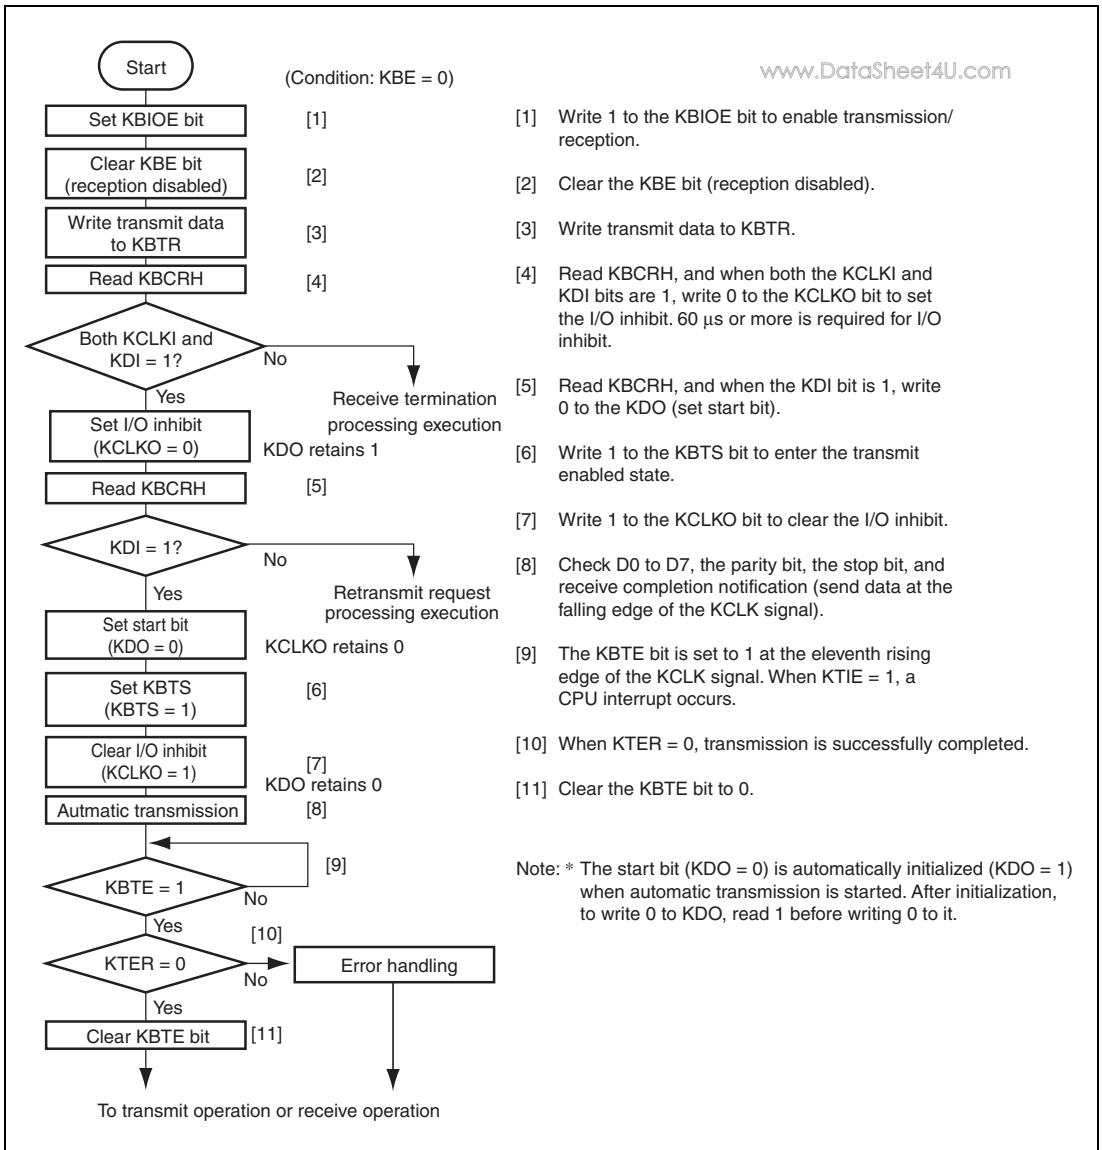 Start
(Condition: KBE = 0)
www.DataSheet4U.com
Set KBIOE bit
[1]
Clear KBE bit
(reception disabled)
[2]
Write transmit data
to KBTR
[3]
Read KBCRH
[4]
Both KCLKI and
KDI = 1?
No
Receive termination
processing execution
Yes
Set I/O inhibit
(KCLKO = 0)
KDO retains 1
Read KBCRH
[5]
KDI = 1?
No
Retransmit request
processing execution
Yes
Set start bit
(KDO = 0)
KCLKO retains 0
Set KBTS
(KBTS = 1)
[6]
Clear I/O inhibit
(KCLKO = 1)
[7]
KDO retains 0
Autmatic transmission
[8]
[9]
KBTE = 1
No
Yes
[10]
KTER = 0
No
Error handling
Yes
Clear KBTE bit
[11]
To transmit operation or receive operation
[1] Write 1 to the KBIOE bit to enable transmission/
reception.
[2] Clear the KBE bit (reception disabled).
[3] Write transmit data to KBTR.
[4] Read KBCRH, and when both the KCLKI and
KDI bits are 1, write 0 to the KCLKO bit to set
the I/O inhibit. 60 μs or more is required for I/O
inhibit.
[5] Read KBCRH, and when the KDI bit is 1, write
0 to the KDO (set start bit).
[6] Write 1 to the KBTS bit to enter the transmit
enabled state.
[7] Write 1 to the KCLKO bit to clear the I/O inhibit.
[8] Check D0 to D7, the parity bit, the stop bit, and
receive completion notification (send data at the
falling edge of the KCLK signal).
[9] The KBTE bit is set to 1 at the eleventh rising
edge of the KCLK signal. When KTIE = 1, a
CPU interrupt occurs.
[10] When KTER = 0, transmission is successfully completed.
[11] Clear the KBTE bit to 0.
Note: * The start bit (KDO = 0) is automatically initialized (KDO = 1)
when automatic transmission is started. After initialization,
to write 0 to KDO, read 1 before writing 0 to it.